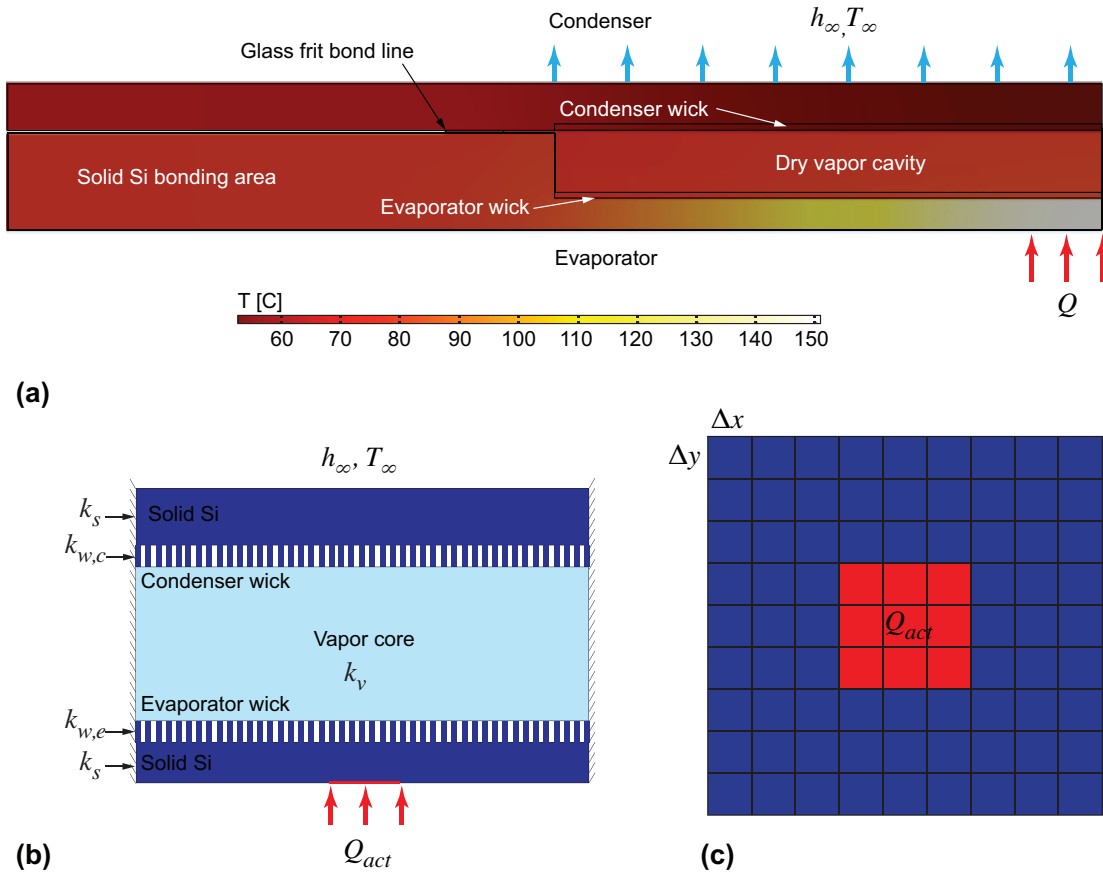 Condenser
h∞, T∞
Glass frit bond line
Condenser wick
Solid Si bonding area
Dry vapor cavity
Evaporator wick
Evaporator
Q
T [C]
60 70 80 90 100 110 120 130 140 150
(a)
h∞, T∞
ks
Solid Si
kw,c
Condenser wick
Vapor core
kv
Evaporator wick
kw,e
ks
Solid Si
Qact
(b)
Δx
Δy
Qact
(c)